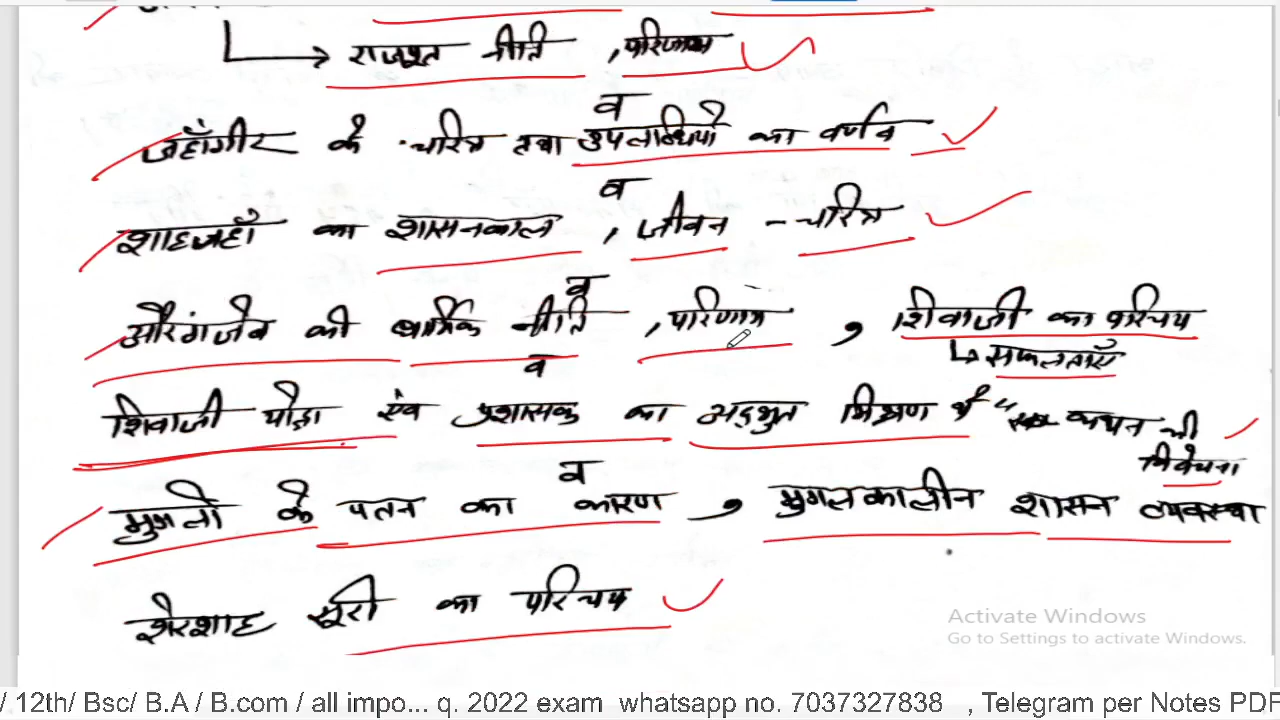 राजपूत नीति , परिणाम
व
जहाँगीर के चरित्र तथा उपलब्धियों का वर्णन
व
शाहजहाँ का शासनकाल , जीवन - चरित्र
व
औरंगजेब की धार्मिक नीति , परिणाम , शिवाजी का परिचय
सफलताएँ
व
शिवाजी योद्धा एंव प्रशासक का अद्भुत मिश्रण थे " कथन की
विवेचना
व
मुगलो के पतन का कारण , मुगलकालीन शासन व्यवस्था
शेरशाह सूरी का परिचय
Activate Windows
Go to Settings to activate Windows.
/ 12th/ Bsc/ B.A / B.com / all impo... q. 2022 exam whatsapp no. 7037327838 , Telegram per Notes PDF